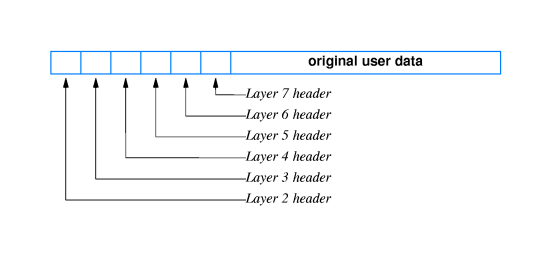 original user data
Layer 7 header
Layer 6 header
Layer 5 header
Layer 4 header
Layer 3 header
Layer 2 header